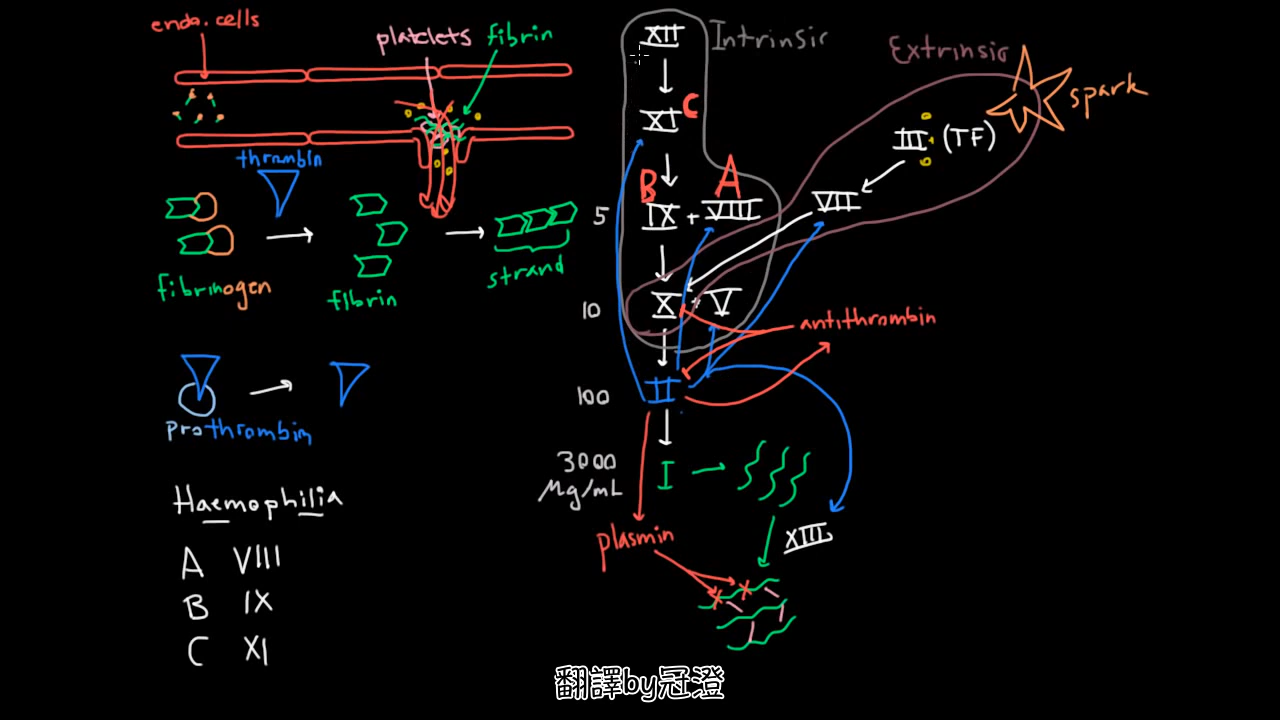 endo. cells
platelets
fibrin
thrombin
fibrinogen
fibrin
strand
prothrombin
Haemophilia
A VIII
B IX
C XI
Intrinsic
XII
XI C
B A
5 IX + VIII
10 X + V
100 II
3000
Mg/mL
I
plasmin
XIII
antithrombin
Extrinsic
spark
III (TF)
VII
翻譯by冠澄